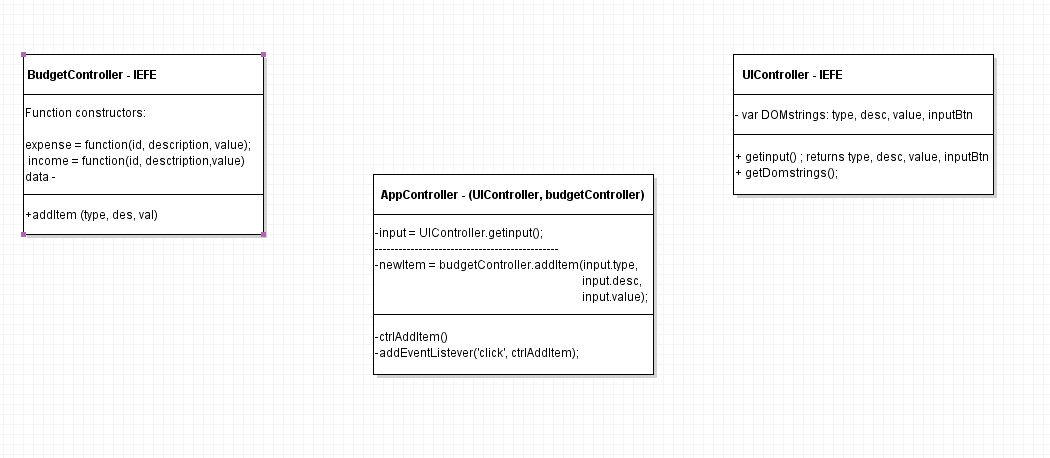 BudgetController - IEFE
Function constructors:
expense = function(id, description, value);
income = function(id, desctription,value)
data -
+addItem (type, des, val)
AppController - (UIController, budgetController)
-input = UIController.getinput();
----------------------------------------------
-newItem = budgetController.addItem(input.type,
input.desc,
input.value);
-ctrlAddItem()
-addEventListever('click', ctrlAddItem);
UIController - IEFE
- var DOMstrings: type, desc, value, inputBtn
+ getinput() ; returns type, desc, value, inputBtn
+ getDomstrings();